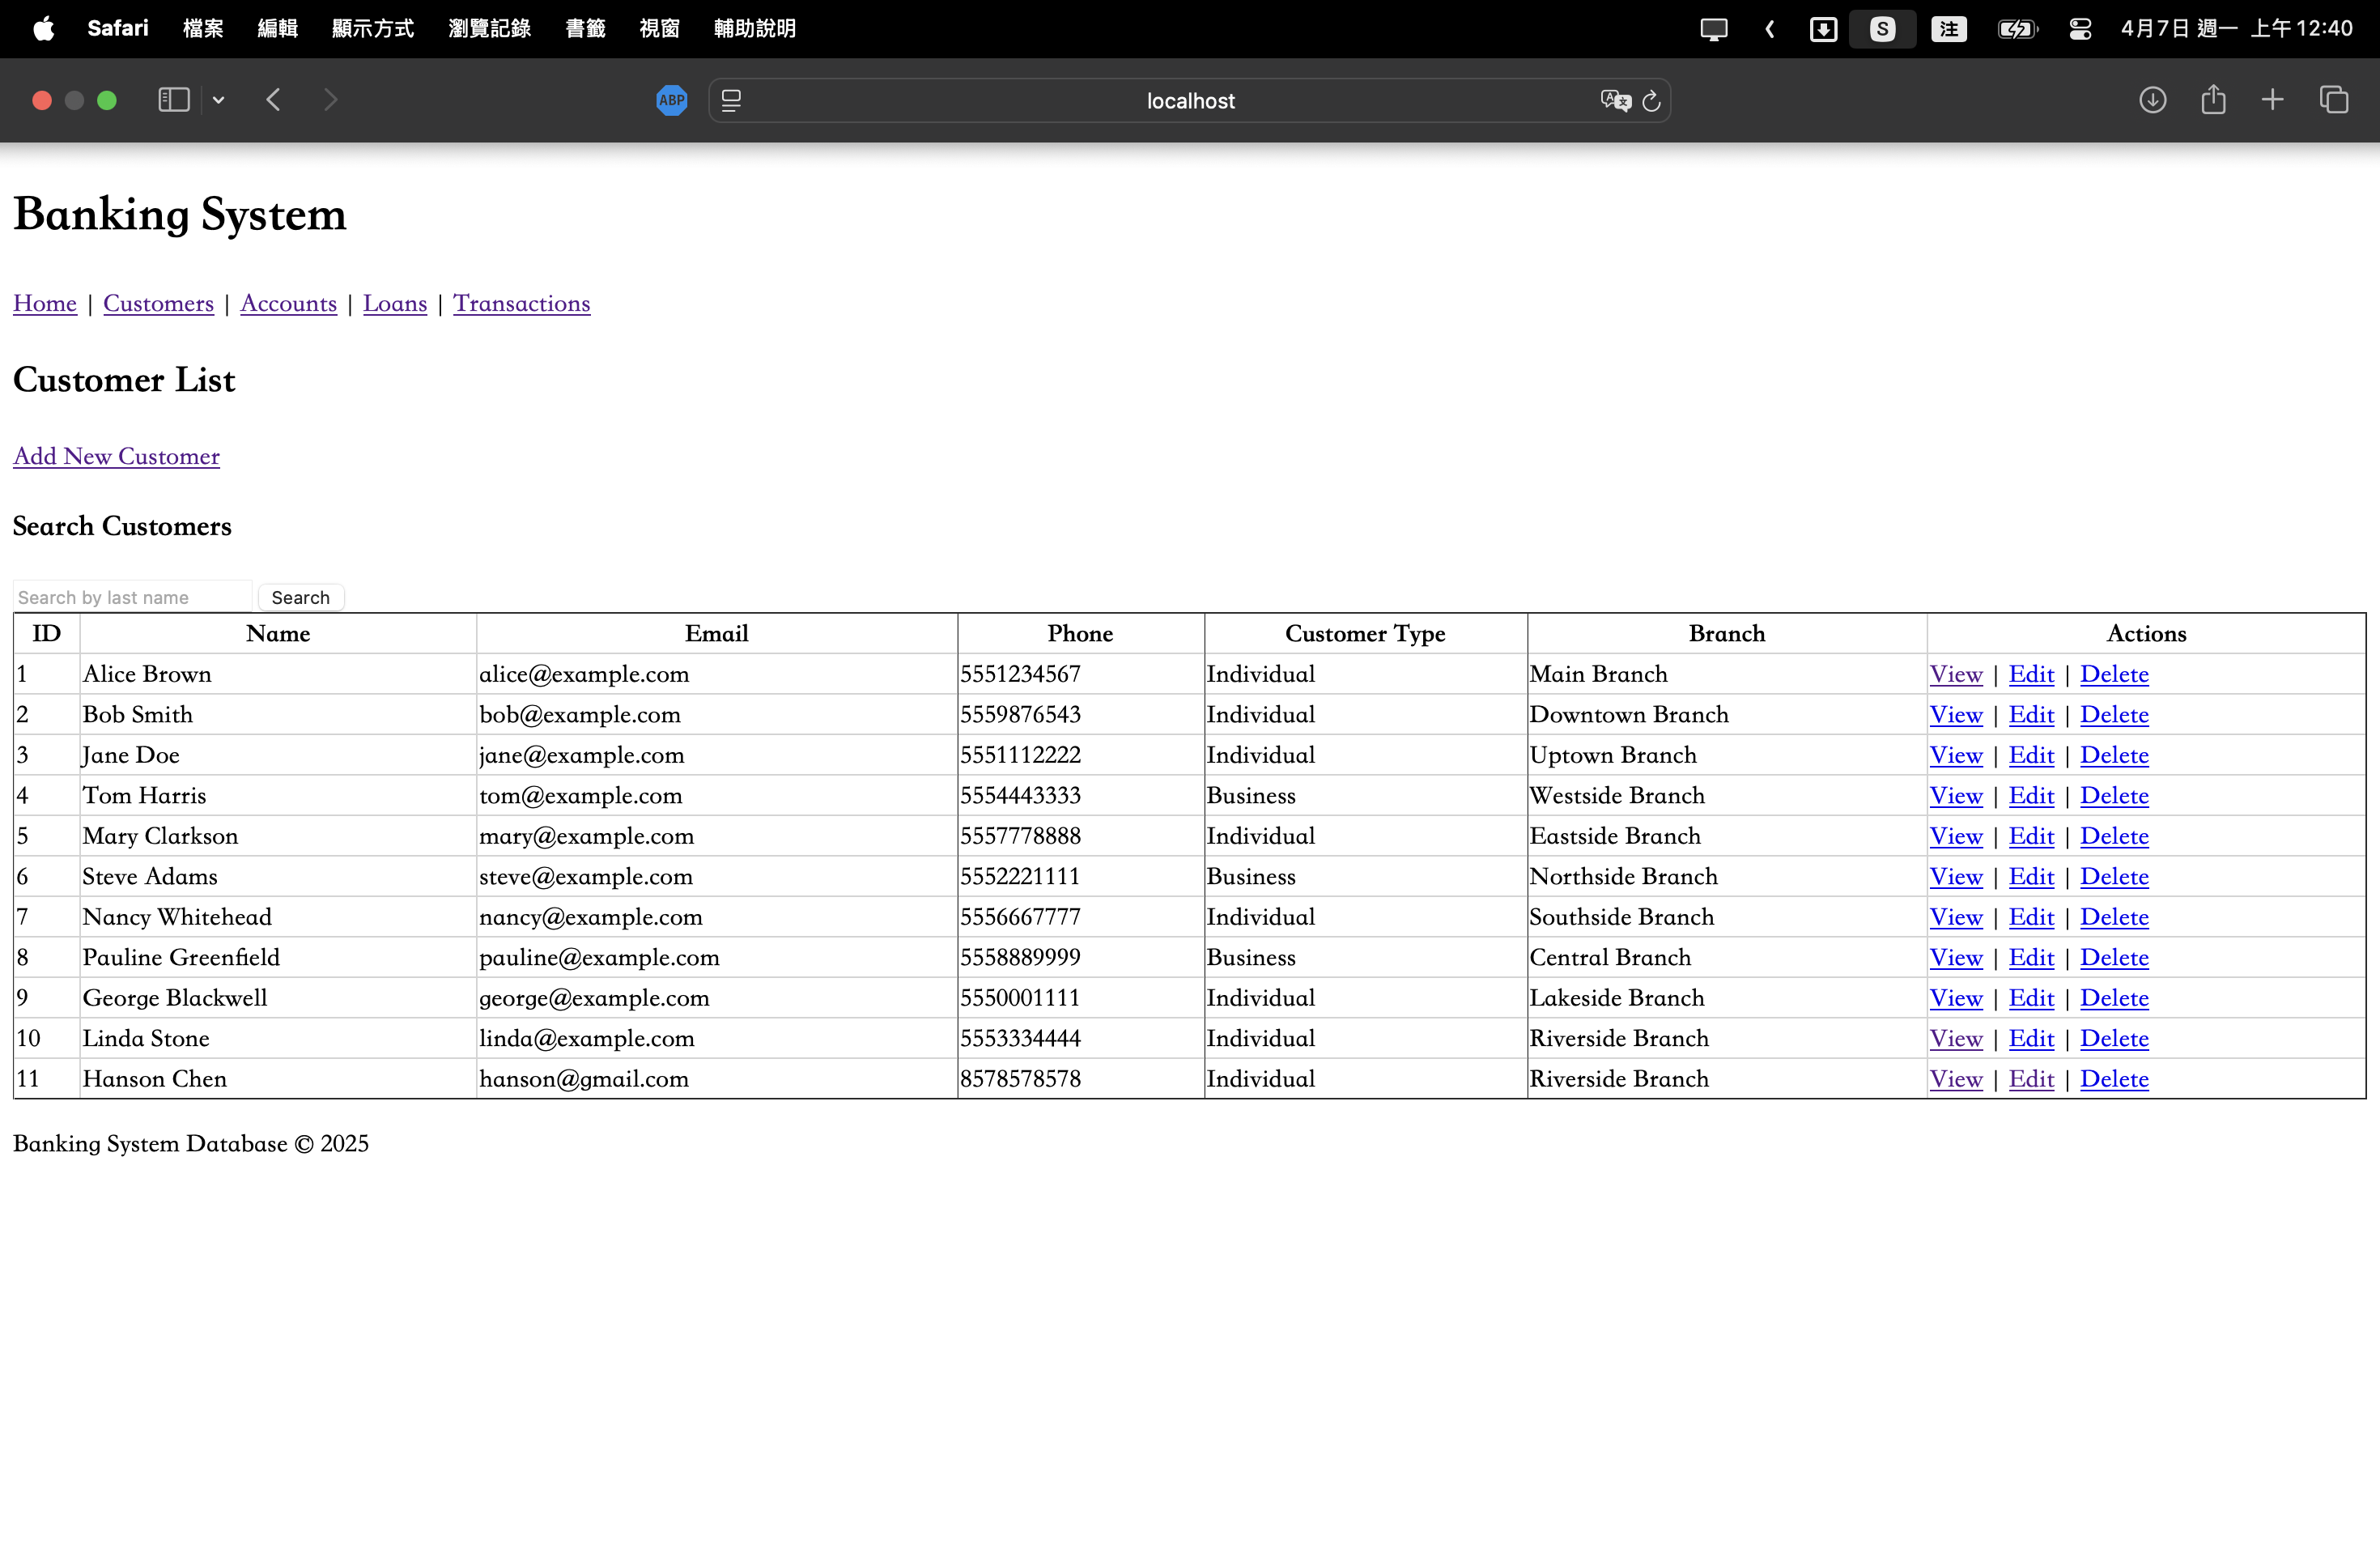 Safari 檔案 編輯 顯示方式 瀏覽記錄 書籤 視窗 輔助說明 S 注 4月7日 週一 上午12:40
ABP localhost
Banking System
Home | Customers | Accounts | Loans | Transactions
Customer List
Add New Customer
Search Customers
Search by last name Search
ID Name Email Phone Customer Type Branch Actions
1 Alice Brown alice@example.com 5551234567 Individual Main Branch View | Edit | Delete
2 Bob Smith bob@example.com 5559876543 Individual Downtown Branch View | Edit | Delete
3 Jane Doe jane@example.com 5551112222 Individual Uptown Branch View | Edit | Delete
4 Tom Harris tom@example.com 5554443333 Business Westside Branch View | Edit | Delete
5 Mary Clarkson mary@example.com 5557778888 Individual Eastside Branch View | Edit | Delete
6 Steve Adams steve@example.com 5552221111 Business Northside Branch View | Edit | Delete
7 Nancy Whitehead nancy@example.com 5556667777 Individual Southside Branch View | Edit | Delete
8 Pauline Greenfield pauline@example.com 5558889999 Business Central Branch View | Edit | Delete
9 George Blackwell george@example.com 5550001111 Individual Lakeside Branch View | Edit | Delete
10 Linda Stone linda@example.com 5553334444 Individual Riverside Branch View | Edit | Delete
11 Hanson Chen hanson@gmail.com 8578578578 Individual Riverside Branch View | Edit | Delete
Banking System Database © 2025